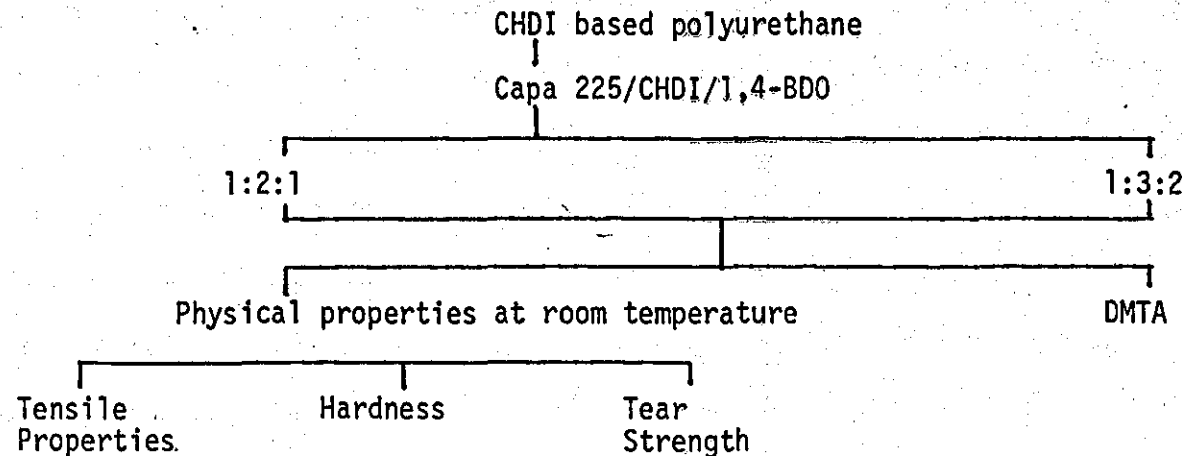 CHDI based polyurethane
Capa 225/CHDI/1,4-BDO
1:2:1
1:3:2
Physical properties at room temperature
DMTA
Tensile Properties.
Hardness
Tear Strength